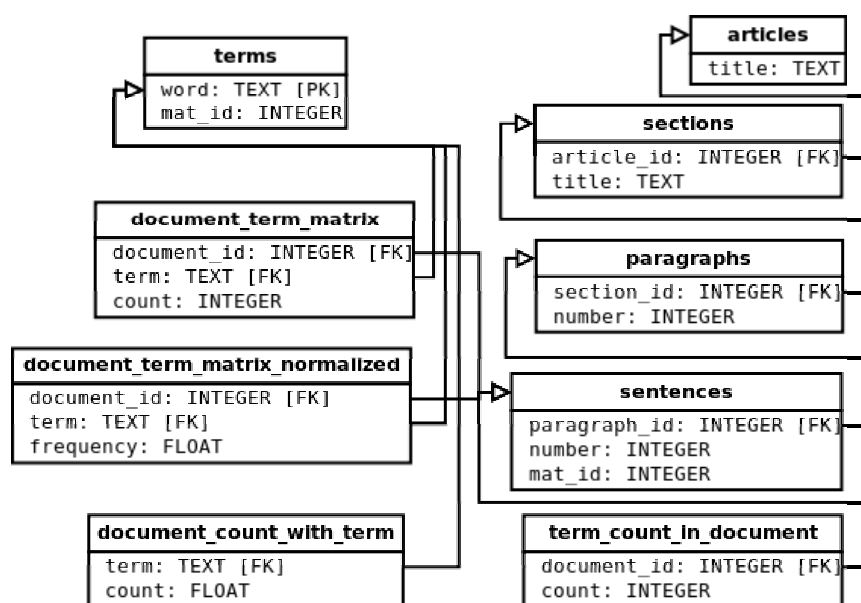 terms
word: TEXT [PK]
mat_id: INTEGER
document_term_matrix
document_id: INTEGER [FK]
term: TEXT [FK]
count: INTEGER
document_term_matrix_normalized
document_id: INTEGER [FK]
term: TEXT [FK]
frequency: FLOAT
document_count_with_term
term: TEXT [FK]
count: FLOAT
articles
title: TEXT
sections
article_id: INTEGER [FK]
title: TEXT
paragraphs
section_id: INTEGER [FK]
number: INTEGER
sentences
paragraph_id: INTEGER [FK]
number: INTEGER
mat_id: INTEGER
term_count_in_document
document_id: INTEGER [FK]
count: INTEGER